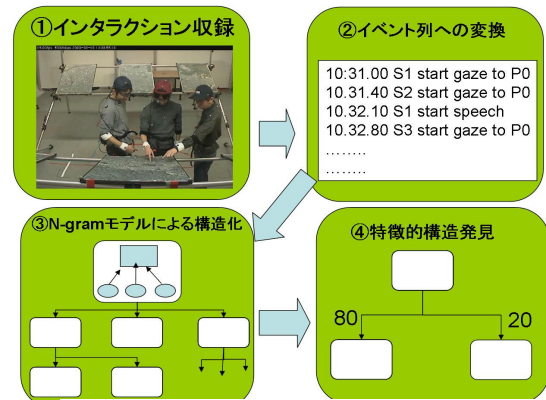 ①インタラクション収録
②イベント列への変換
10:31.00 S1 start gaze to P0
10.31.40 S2 start gaze to P0
10.32.10 S1 start speech
10.32.80 S3 start gaze to P0
........
........
③N-gramモデルによる構造化
④特徴的構造発見
80
20